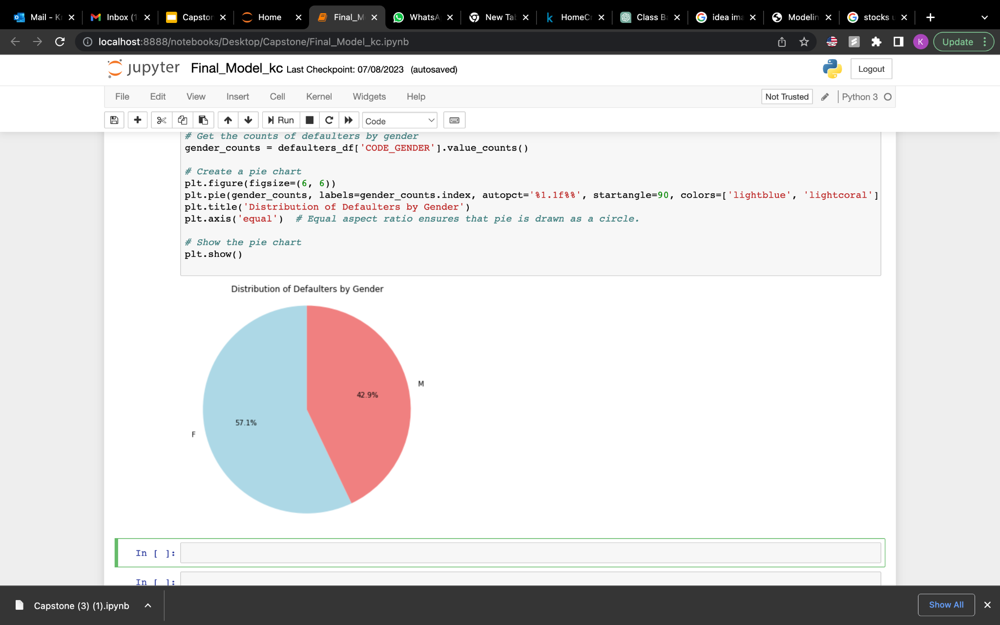 Mail - K
Inbox (1
Capston
Home
Final_M
WhatsA
New Ta
HomeCr
Class Ba
idea ima
Modelin
stocks u
localhost:8888/notebooks/Desktop/Capstone/Final_Model_kc.ipynb
K
Update
jupyter Final_Model_kc Last Checkpoint: 07/08/2023 (autosaved)
Logout
File Edit View Insert Cell Kernel Widgets Help
Not Trusted
Python 3
Run
Code
# Get the counts of defaulters by gender
gender_counts = defaulters_df['CODE_GENDER'].value_counts()
# Create a pie chart
plt.figure(figsize=(6, 6))
plt.pie(gender_counts, labels=gender_counts.index, autopct='%1.1f%%', startangle=90, colors=['lightblue', 'lightcoral']
plt.title('Distribution of Defaulters by Gender')
plt.axis('equal')  # Equal aspect ratio ensures that pie is drawn as a circle.
# Show the pie chart
plt.show()
Distribution of Defaulters by Gender
M
42.9%
57.1%
F
In [ ]:
In [ ]:
Capstone (3) (1).ipynb
Show All